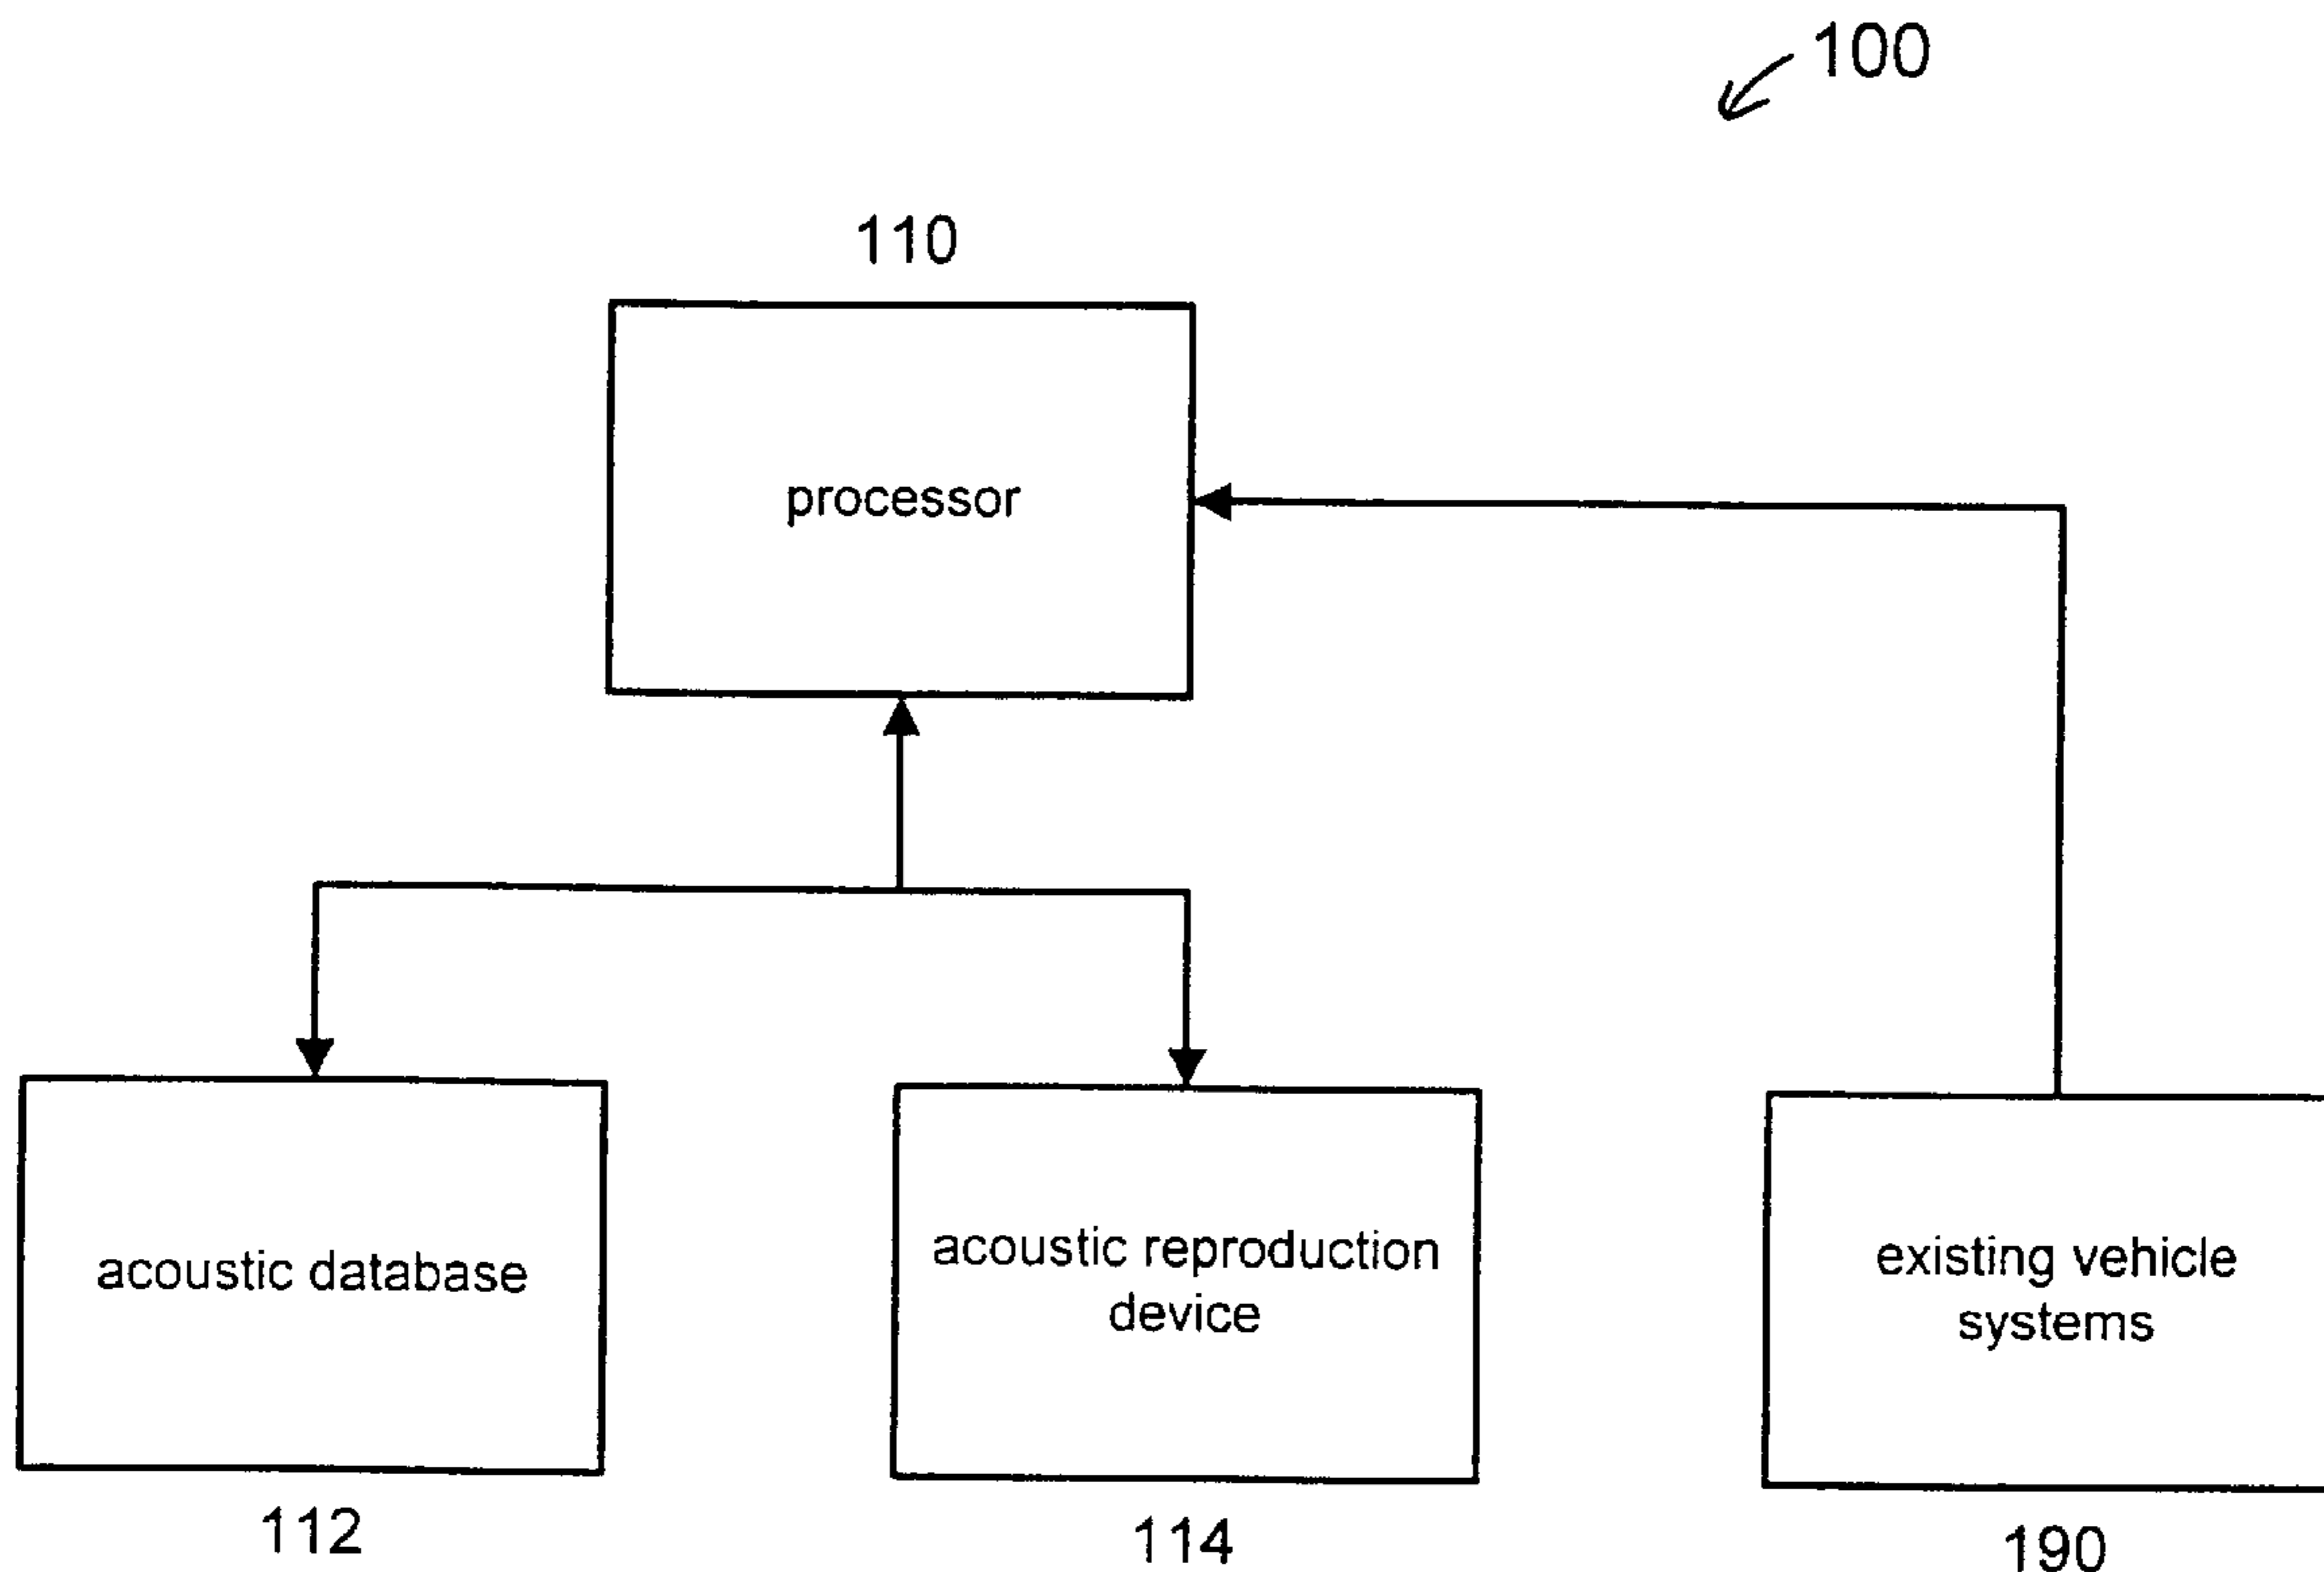 100
110
processor
acoustic database
acoustic reproduction
device
existing vehicle
systems
112
114
190